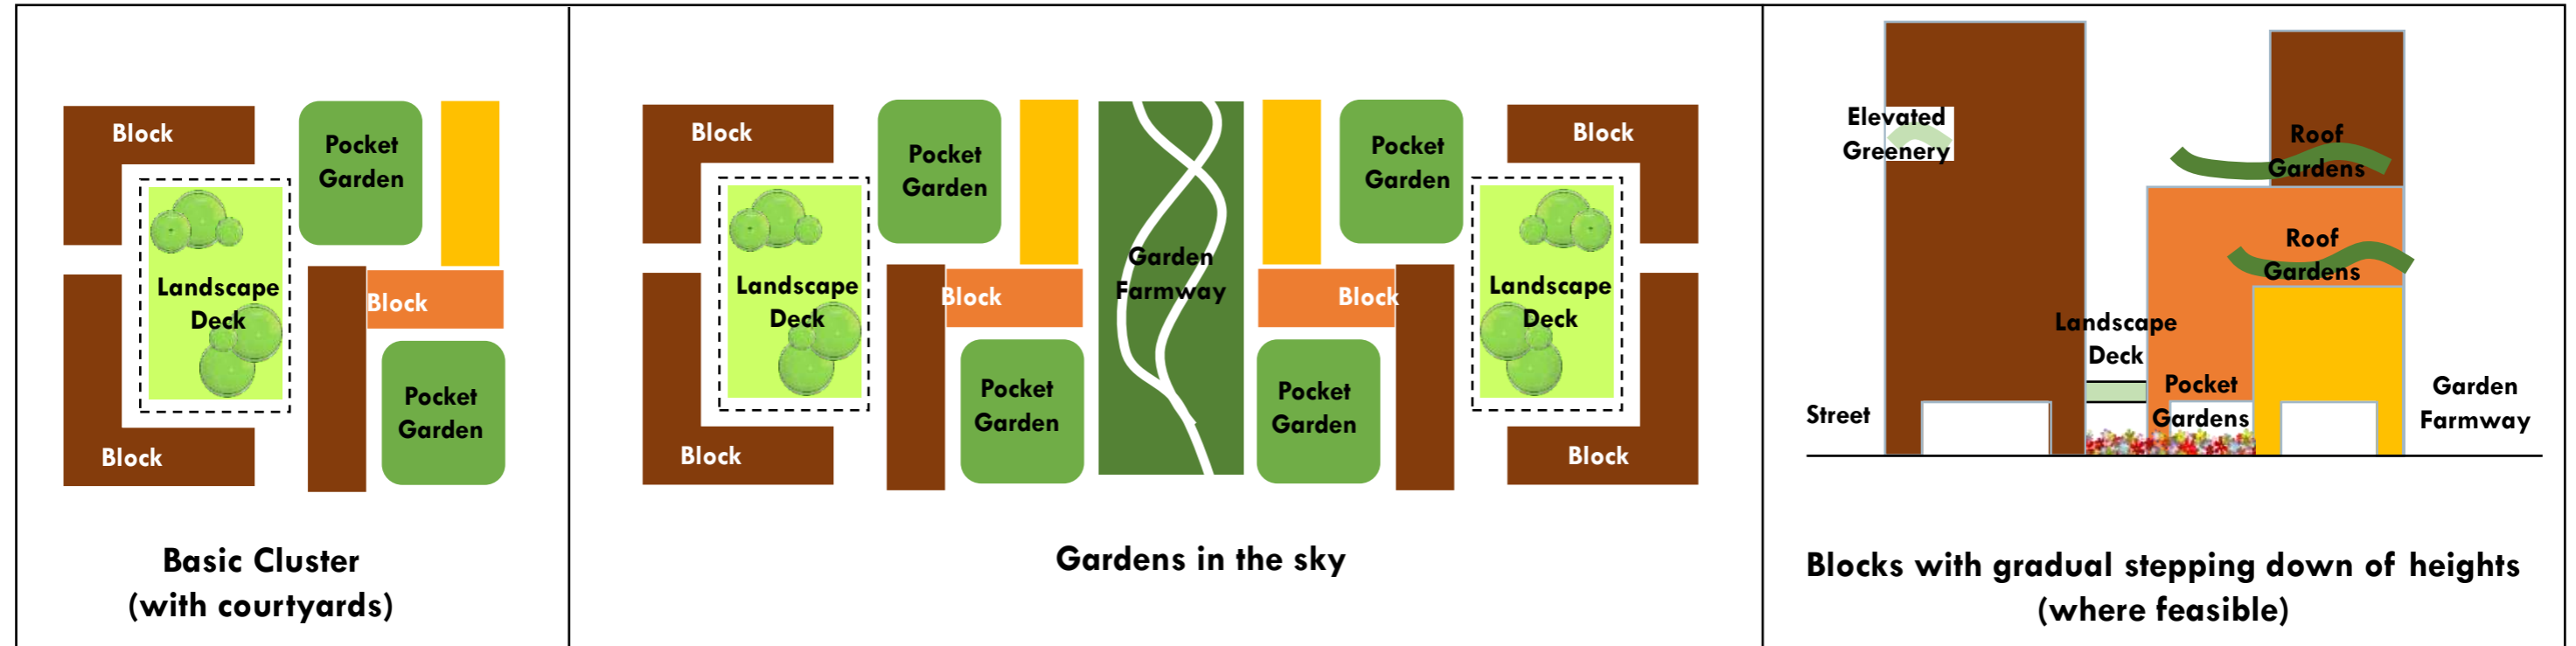 Block
Pocket
Garden
Landscape
Deck
Block
Pocket
Garden
Block
Basic Cluster
(with courtyards)
Block
Pocket
Garden
Landscape
Deck
Block
Pocket
Garden
Block
Garden
Farmway
Pocket
Garden
Block
Landscape
Deck
Block
Pocket
Garden
Block
Gardens in the sky
Elevated
Greenery
Roof
Gardens
Roof
Gardens
Landscape
Deck
Pocket
Gardens
Street
Garden
Farmway
Blocks with gradual stepping down of heights
(where feasible)